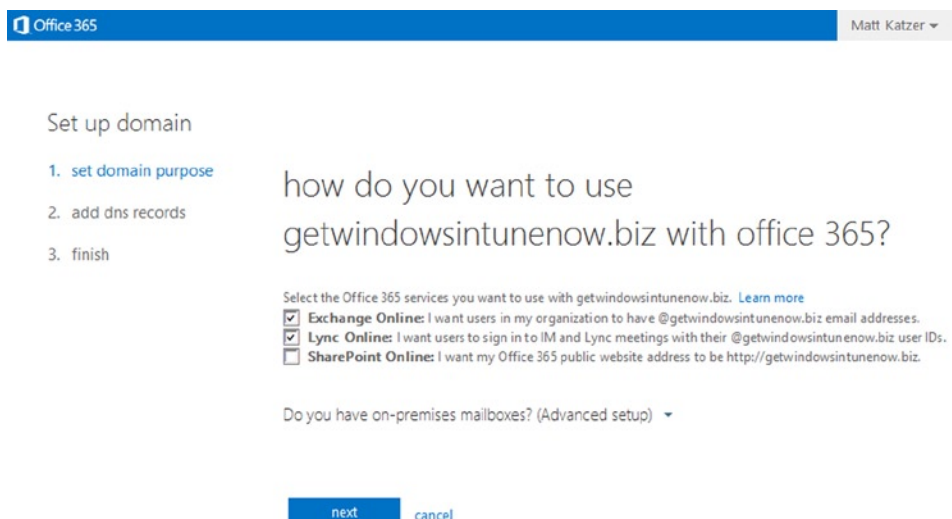 Office 365
Matt Katzer
Set up domain
1. set domain purpose
2. add dns records
3. finish
how do you want to use
getwindowsintunenow.biz with office 365?
Select the Office 365 services you want to use with getwindowsintunenow.biz. Learn more
Exchange Online: I want users in my organization to have @getwindowsintunenow.biz email addresses.
Lync Online: I want users to sign in to IM and Lync meetings with their @getwindowsintunenow.biz user IDs.
SharePoint Online: I want my Office 365 public website address to be http://getwindowsintunenow.biz.
Do you have on-premises mailboxes? (Advanced setup)
next
cancel